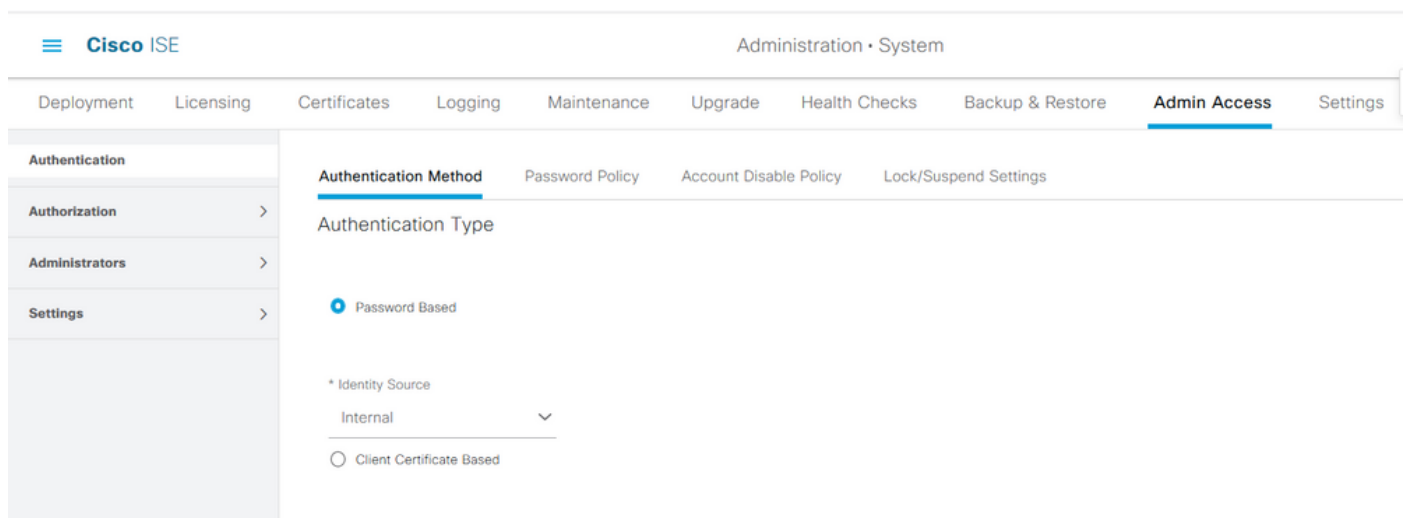 Cisco ISE
Administration • System
Deployment Licensing Certificates Logging Maintenance Upgrade Health Checks Backup & Restore Admin Access Settings
Authentication
Authorization
Administrators
Settings
Authentication Method Password Policy Account Disable Policy Lock/Suspend Settings
Authentication Type
Password Based
* Identity Source
Internal
Client Certificate Based